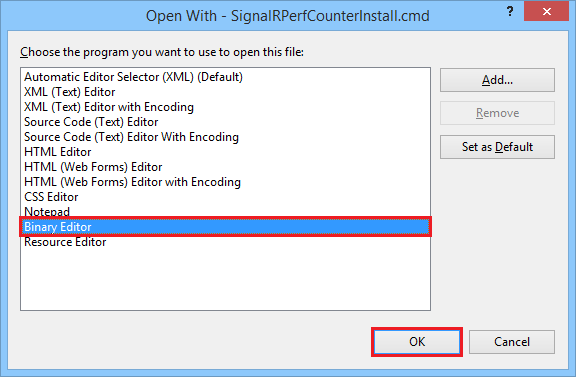 Open With - SignalRPerfCounterInstall.cmd
?
Choose the program you want to use to open this file:
Automatic Editor Selector (XML) (Default)
XML (Text) Editor
XML (Text) Editor with Encoding
Source Code (Text) Editor
Source Code (Text) Editor With Encoding
HTML Editor
HTML (Web Forms) Editor
HTML (Web Forms) Editor with Encoding
CSS Editor
Notepad
Binary Editor
Resource Editor
Add...
Remove
Set as Default
OK
Cancel